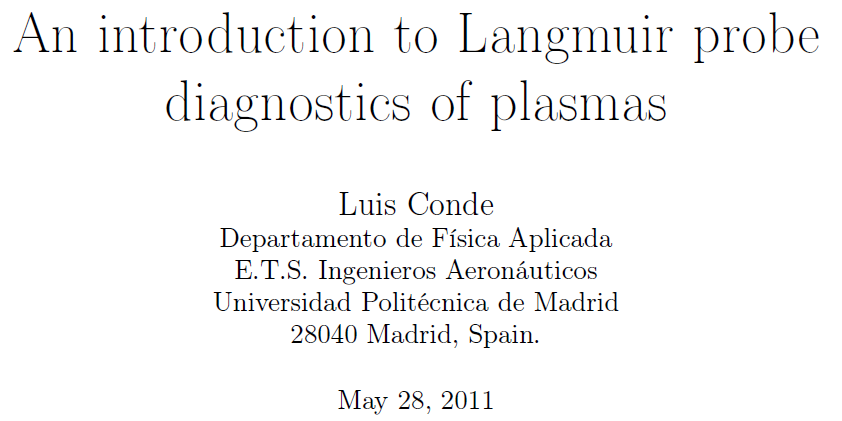 An introduction to Langmuir probe
diagnostics of plasmas
Luis Conde
Departamento de Física Aplicada
E.T.S. Ingenieros Aeronáuticos
Universidad Politécnica de Madrid
28040 Madrid, Spain.
May 28, 2011